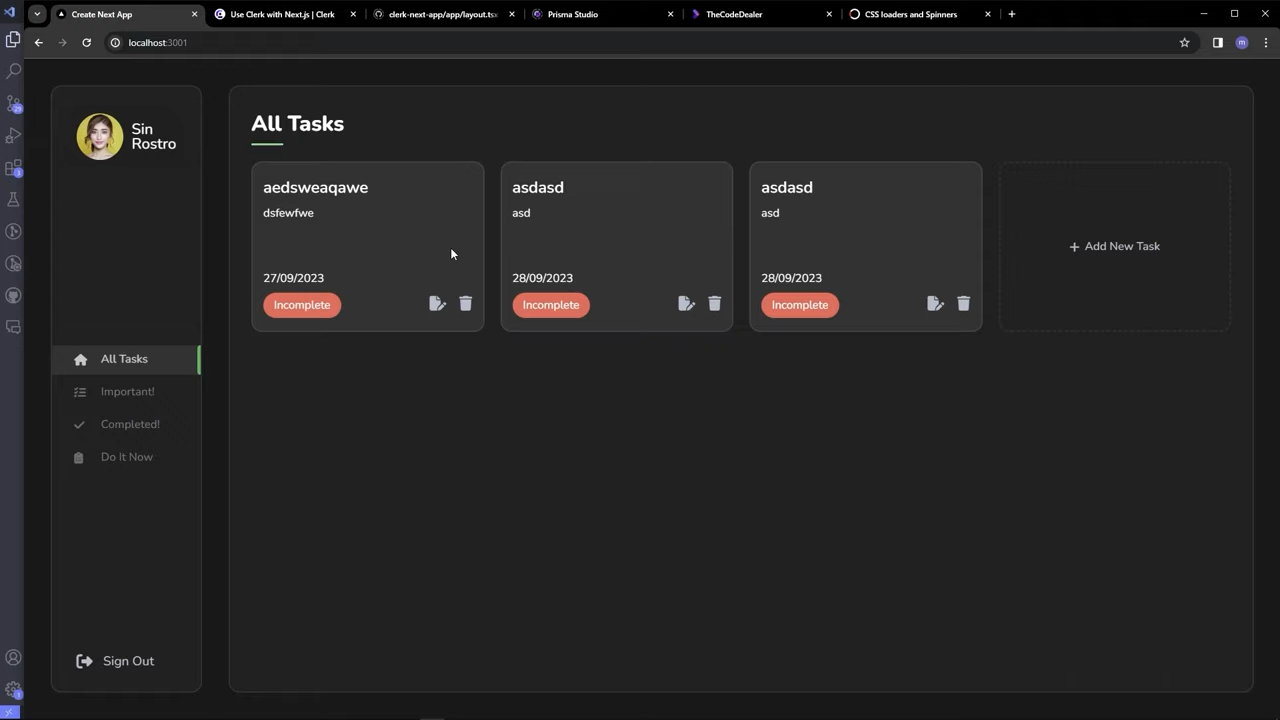 Create Next App
Use Clerk with Next.js | Clerk
clerk-next-app/app/layout.tsx
Prisma Studio
TheCodeDealer
CSS loaders and Spinners
localhost:3001
m
29
3
1
Sin
Rostro
All Tasks
Important!
Completed!
Do It Now
Sign Out
All Tasks
aedsweaqawe
dsfewfwe
27/09/2023
Incomplete
asdasd
asd
28/09/2023
Incomplete
asdasd
asd
28/09/2023
Incomplete
+ Add New Task